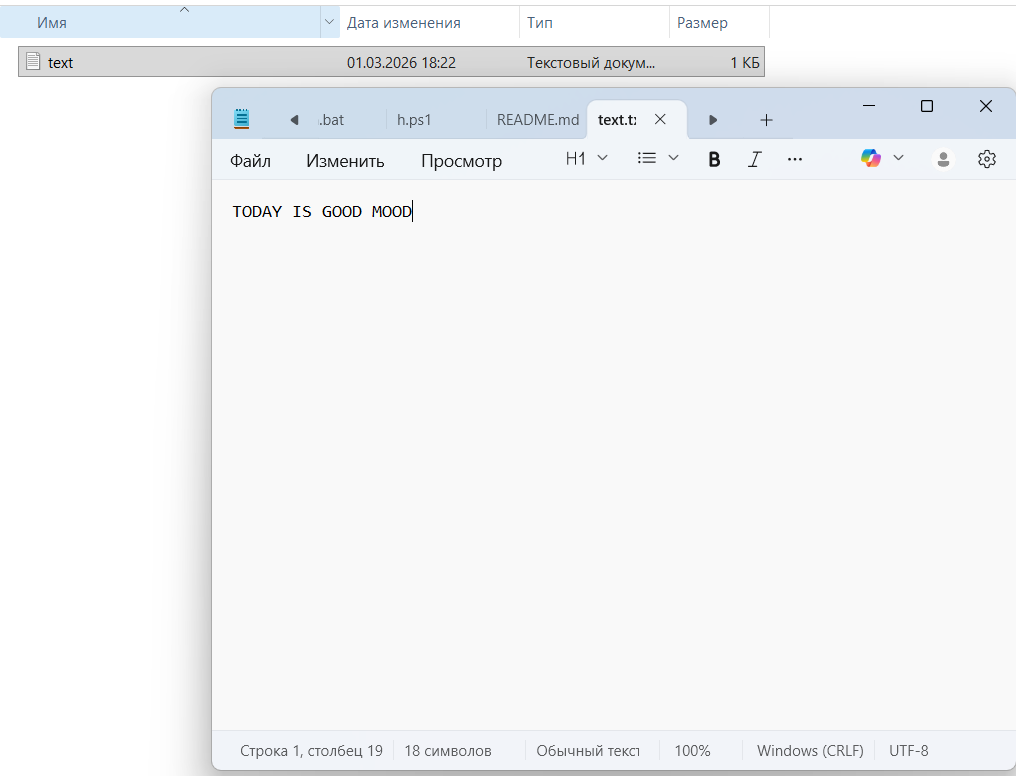 Имя Дата изменения Тип Размер
text 01.03.2026 18:22 Текстовый докум... 1 КБ
.bat h.ps1 README.md text.t
Файл Изменить Просмотр H1 B I ...
TODAY IS GOOD MOOD
Строка 1, столбец 19 18 символов Обычный текст 100% Windows (CRLF) UTF-8